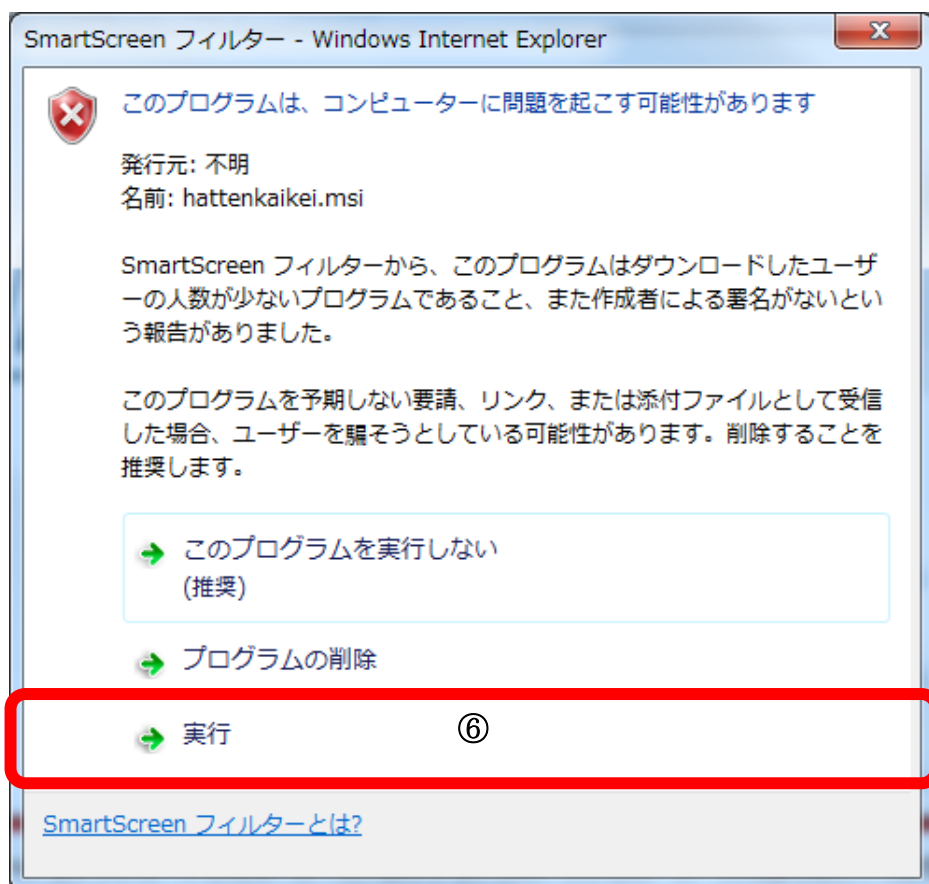 SmartScreen フィルター - Windows Internet Explorer
このプログラムは、コンピューターに問題を起こす可能性があります
発行元: 不明
名前: hattenkaikei.msi
SmartScreen フィルターから、このプログラムはダウンロードしたユーザ
ーの人数が少ないプログラムであること、また作成者による署名がないとい
う報告がありました。
このプログラムを予期しない要請、リンク、または添付ファイルとして受信
した場合、ユーザーを騙そうとしている可能性があります。削除することを
推奨します。
このプログラムを実行しない
(推奨)
プログラムの削除
実行 ⑥
SmartScreen フィルターとは?